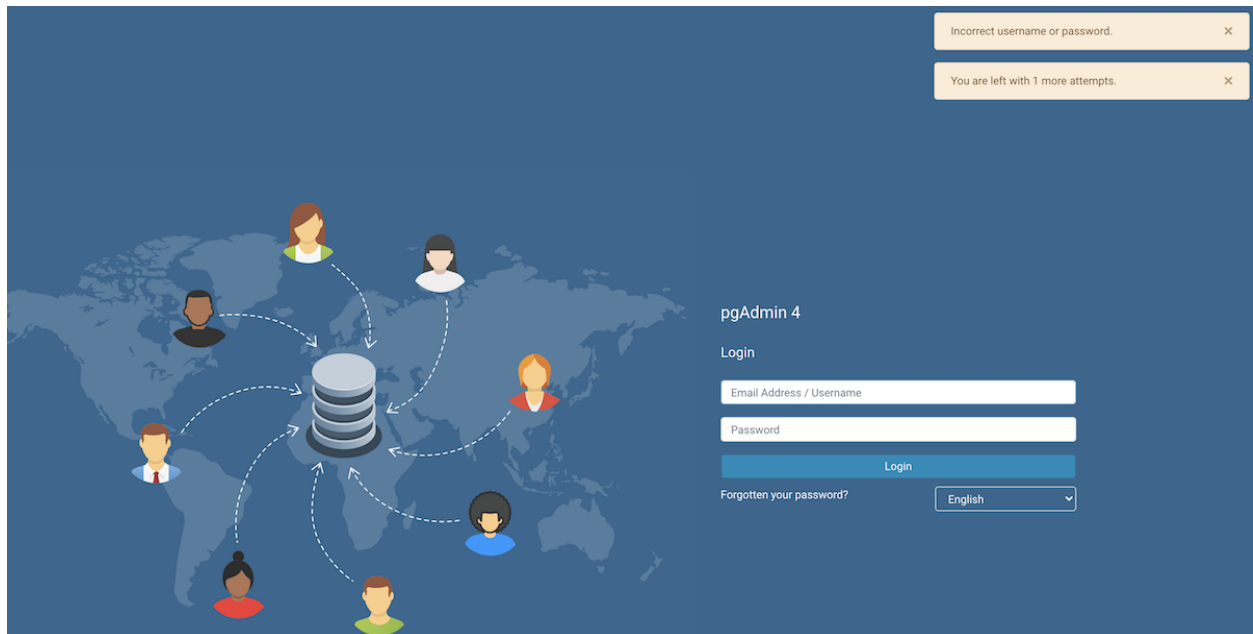 Incorrect username or password. ×
You are left with 1 more attempts. ×
pgAdmin 4
Login
Email Address / Username
Password
Login
Forgotten your password?
English